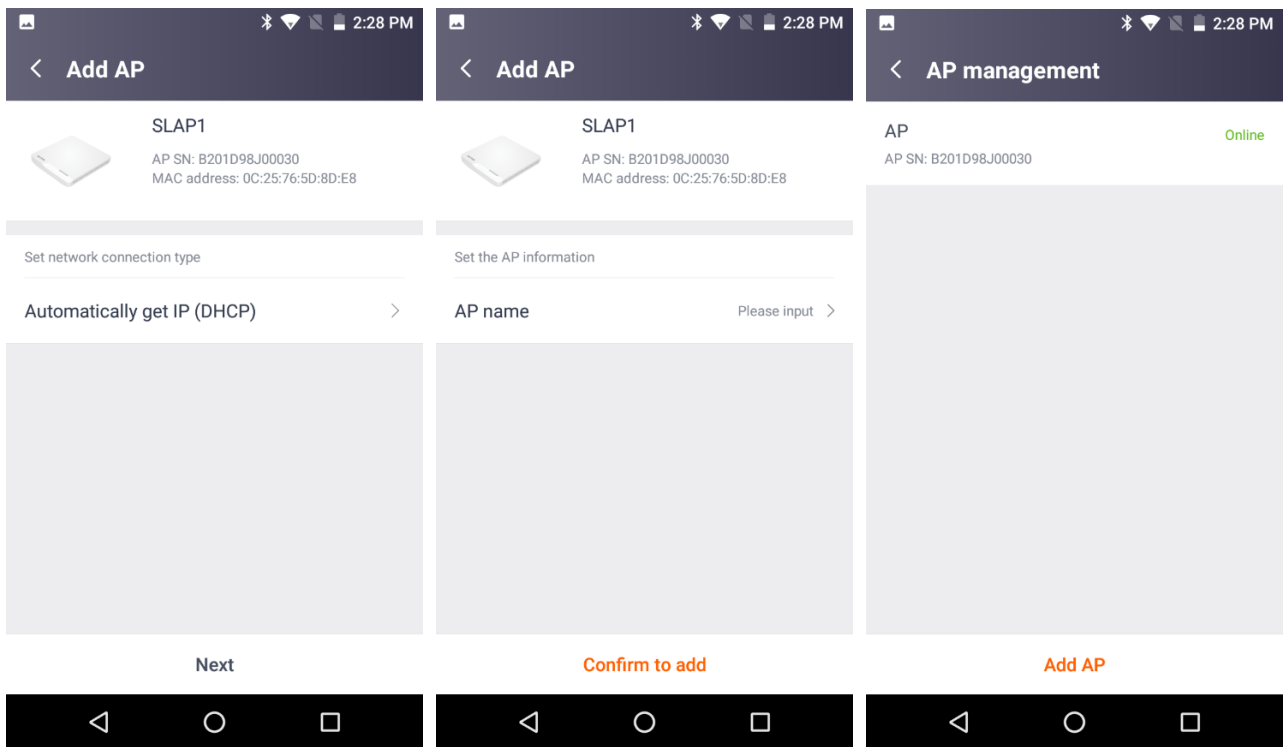 2:28 PM
Add AP
SLAP1
AP SN: B201D98J00030
MAC address: 0C:25:76:5D:8D:E8
Set network connection type
Automatically get IP (DHCP)
Next
2:28 PM
Add AP
SLAP1
AP SN: B201D98J00030
MAC address: 0C:25:76:5D:8D:E8
Set the AP information
AP name Please input
Confirm to add
2:28 PM
AP management
AP Online
AP SN: B201D98J00030
Add AP